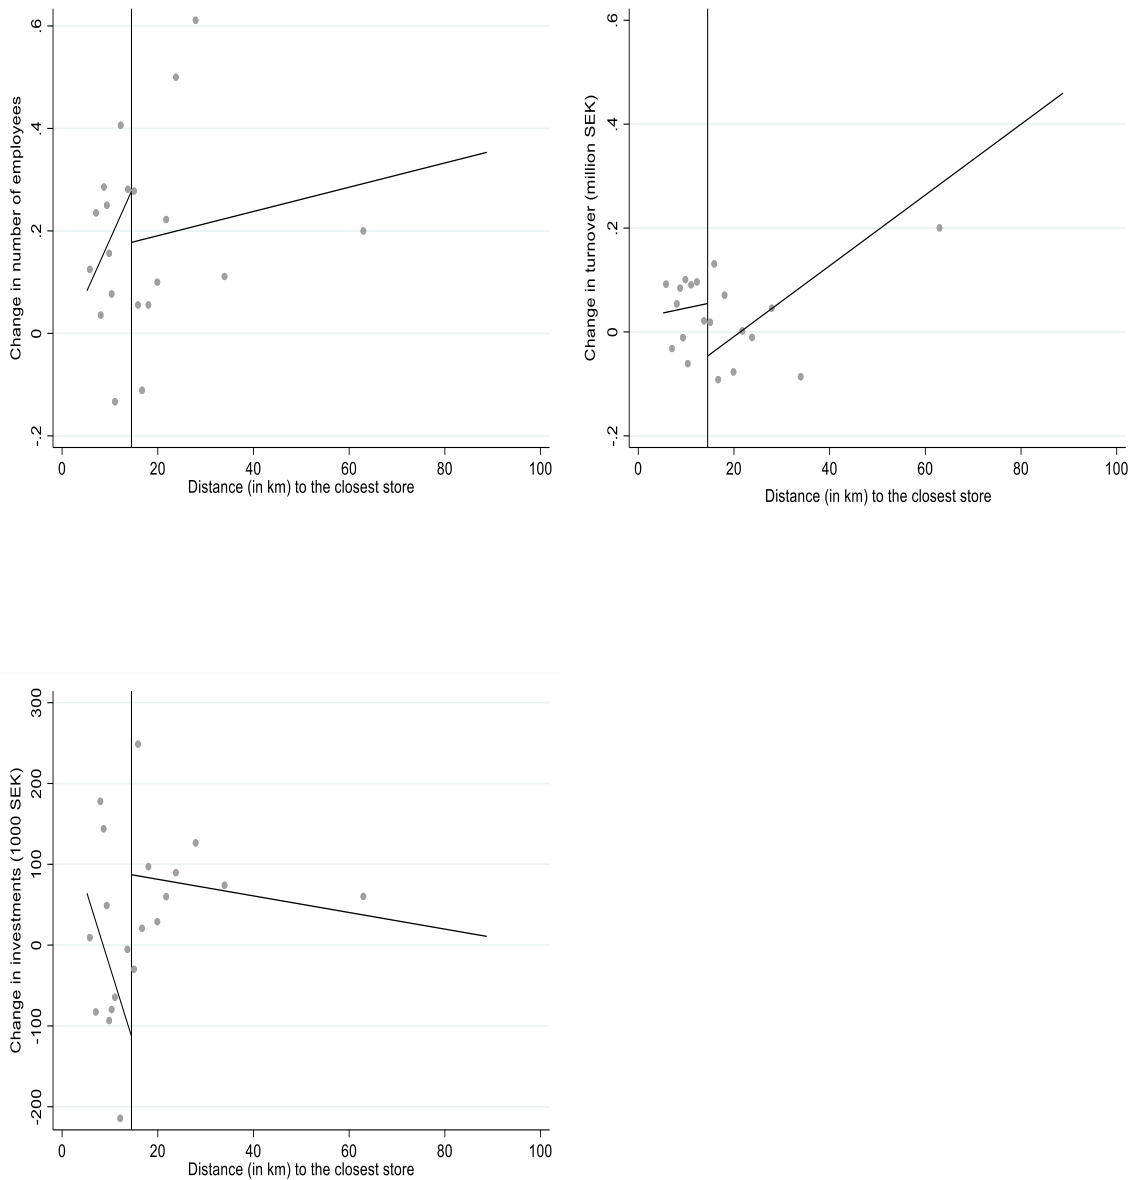 Change in number of employees
.6
.4
.2
0
-.2
0 20 40 60 80 100
Distance (in km) to the closest store
Change in turnover (million SEK)
.6
.4
.2
0
-.2
0 20 40 60 80 100
Distance (in km) to the closest store
Change in investments (1000 SEK)
300
200
100
0
-100
-200
0 20 40 60 80 100
Distance (in km) to the closest store